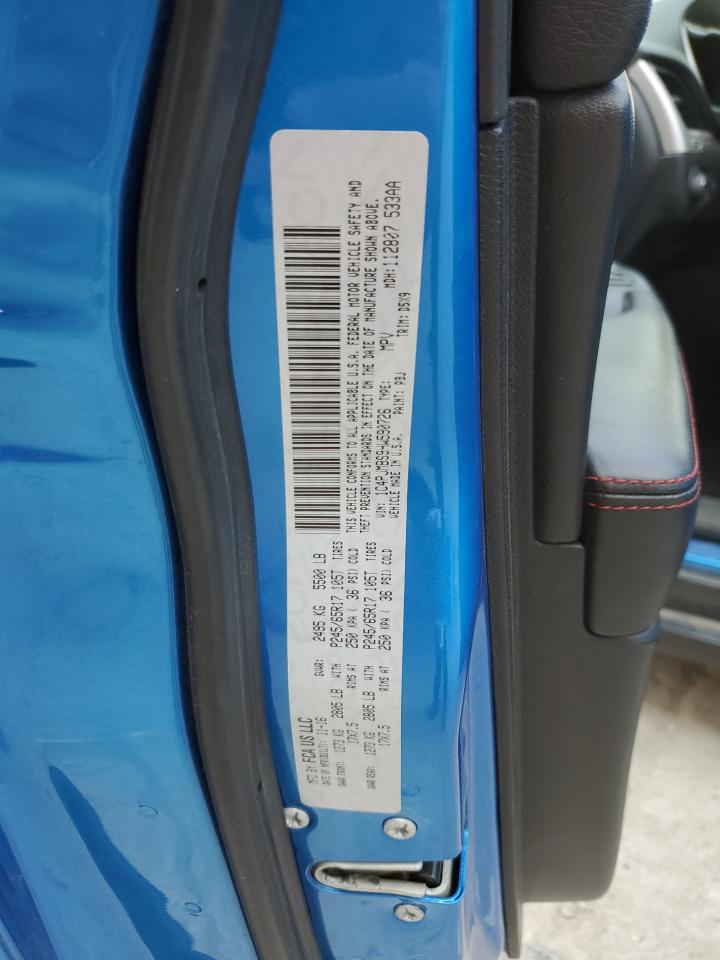 MFD BY FCA US LLC
DATE OF MFR(BUILT): 11-16 GVWR: 2495 KG 5500 LB
GAWR FRONT: 1273 KG 2805 LB WITH P245/65R17 105T TIRES
17X7.5 RIMS AT 250 KPA ( 36 PSI) COLD
GAWR REAR: 1273 KG 2805 LB WITH P245/65R17 105T TIRES
17X7.5 RIMS AT 250 KPA ( 36 PSI) COLD
THIS VEHICLE CONFORMS TO ALL APPLICABLE U.S.A. FEDERAL MOTOR VEHICLE SAFETY AND
THEFT PREVENTION STANDARDS IN EFFECT ON THE DATE OF MANUFACTURE SHOWN ABOVE.
VIN: 1C4PJMBS9HW590726 TYPE: MPV MDH: 112807 533AA
VEHICLE MADE IN U.S.A. PAINT: PBJ TRIM: D5X9